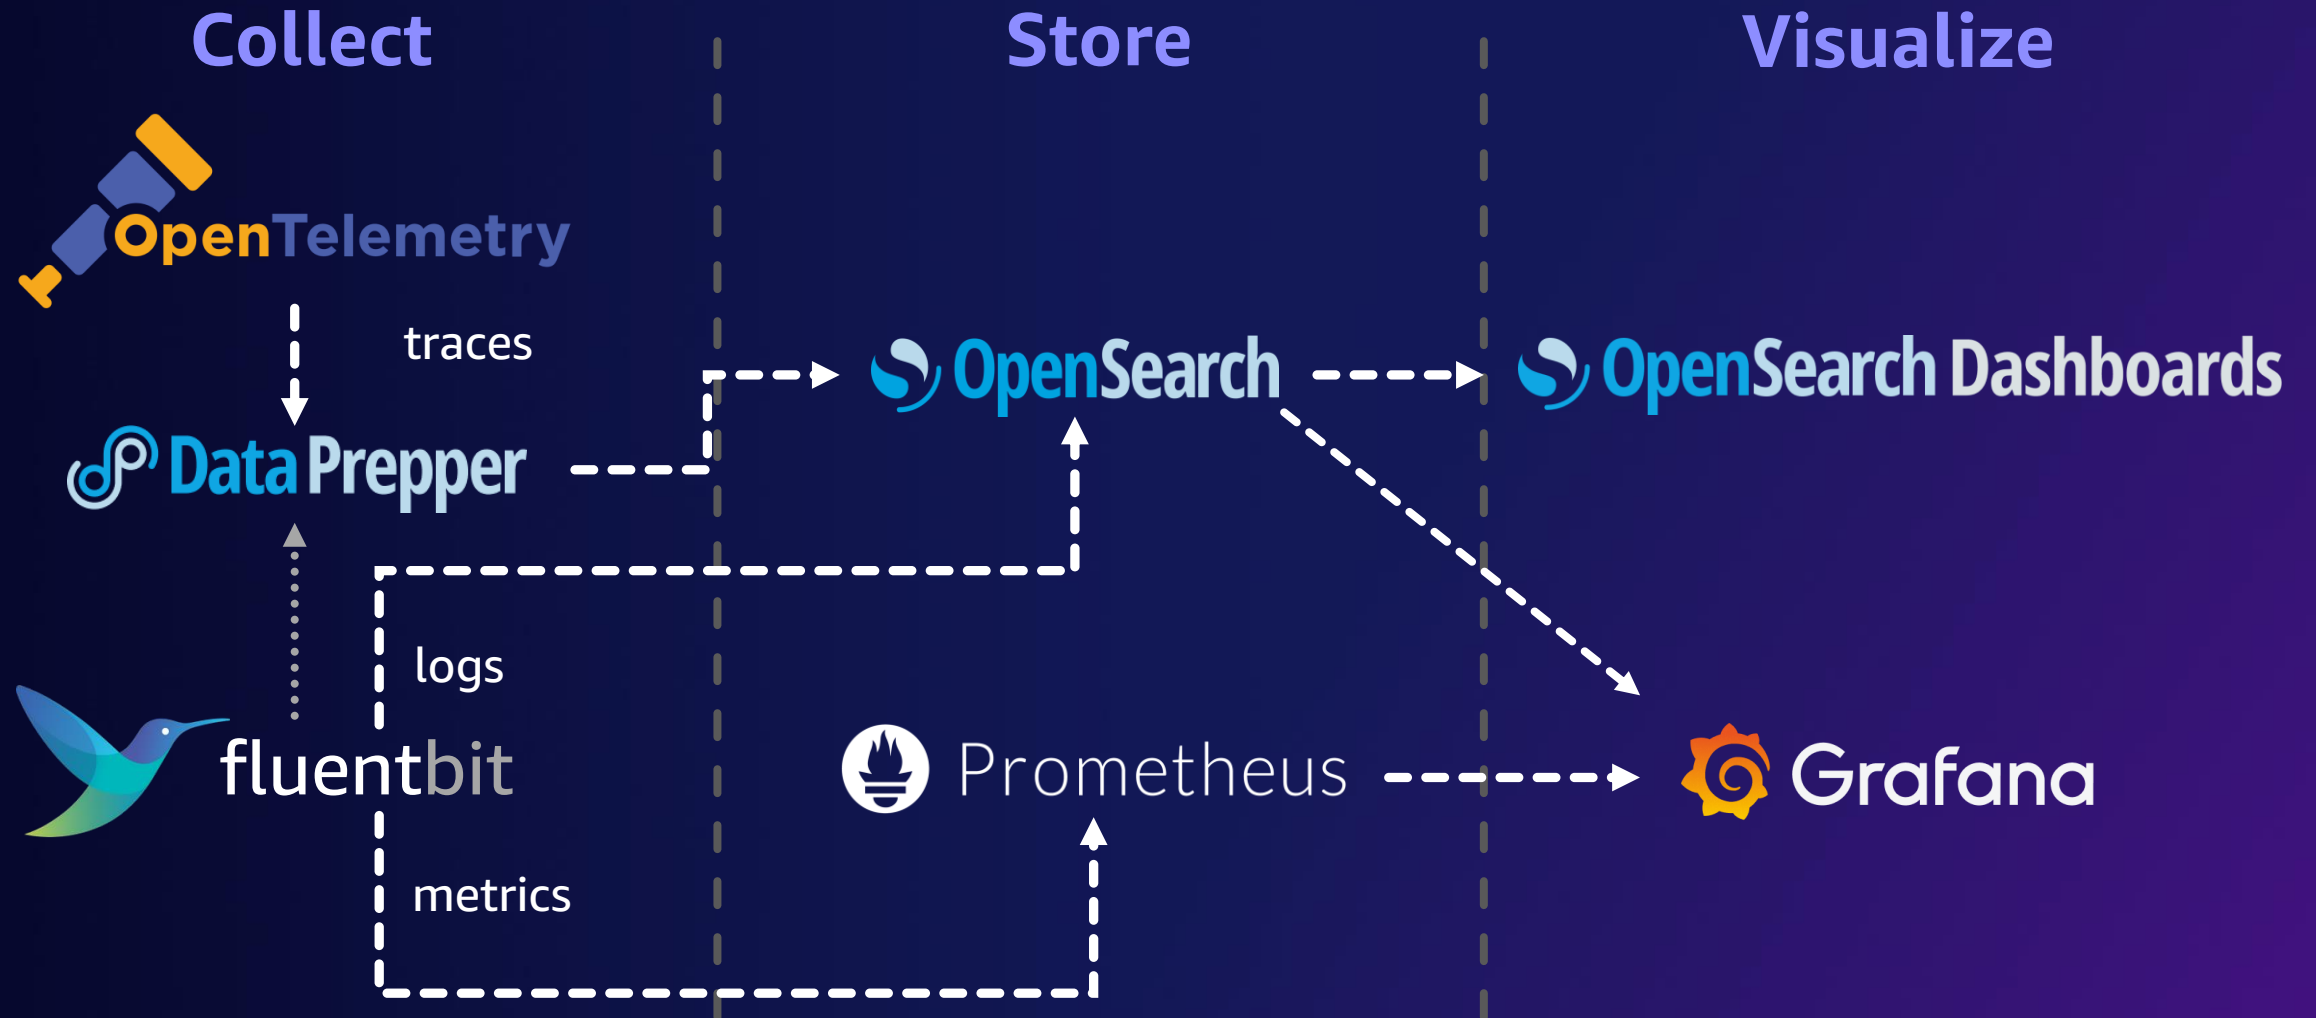 Collect
Store
Visualize
OpenTelemetry
traces
OpenSearch
OpenSearch Dashboards
Data Prepper
logs
fluentbit
Prometheus
Grafana
metrics